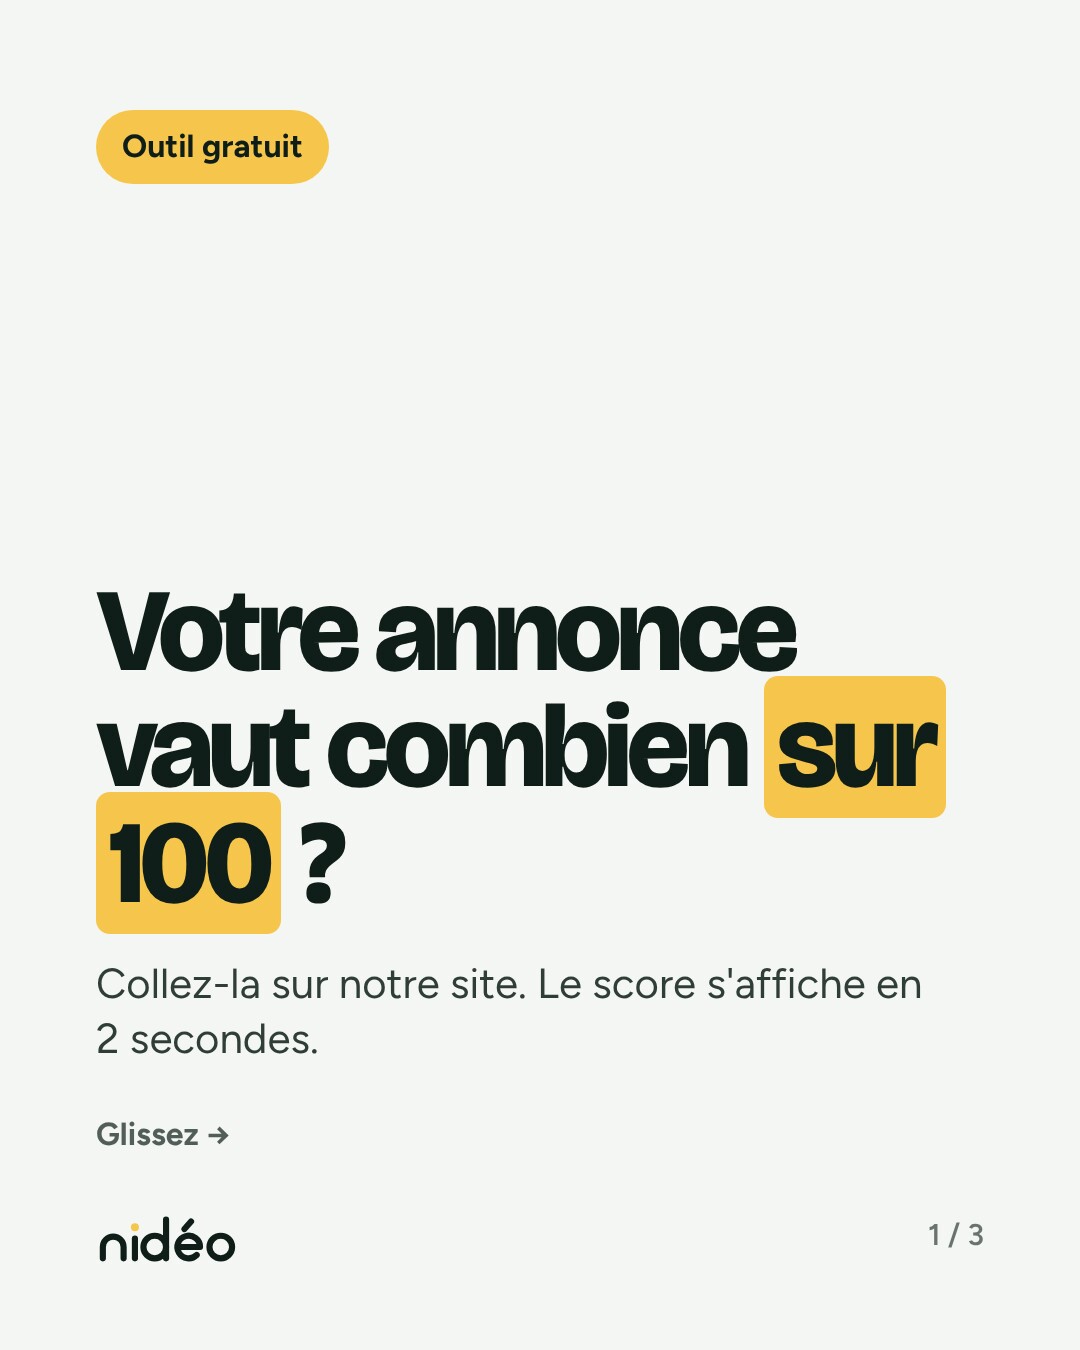 Outil gratuit
Votre annonce
vaut combien sur
100 ?
Collez-la sur notre site. Le score s'affiche en
2 secondes.
Glissez →
nidéo
1 / 3